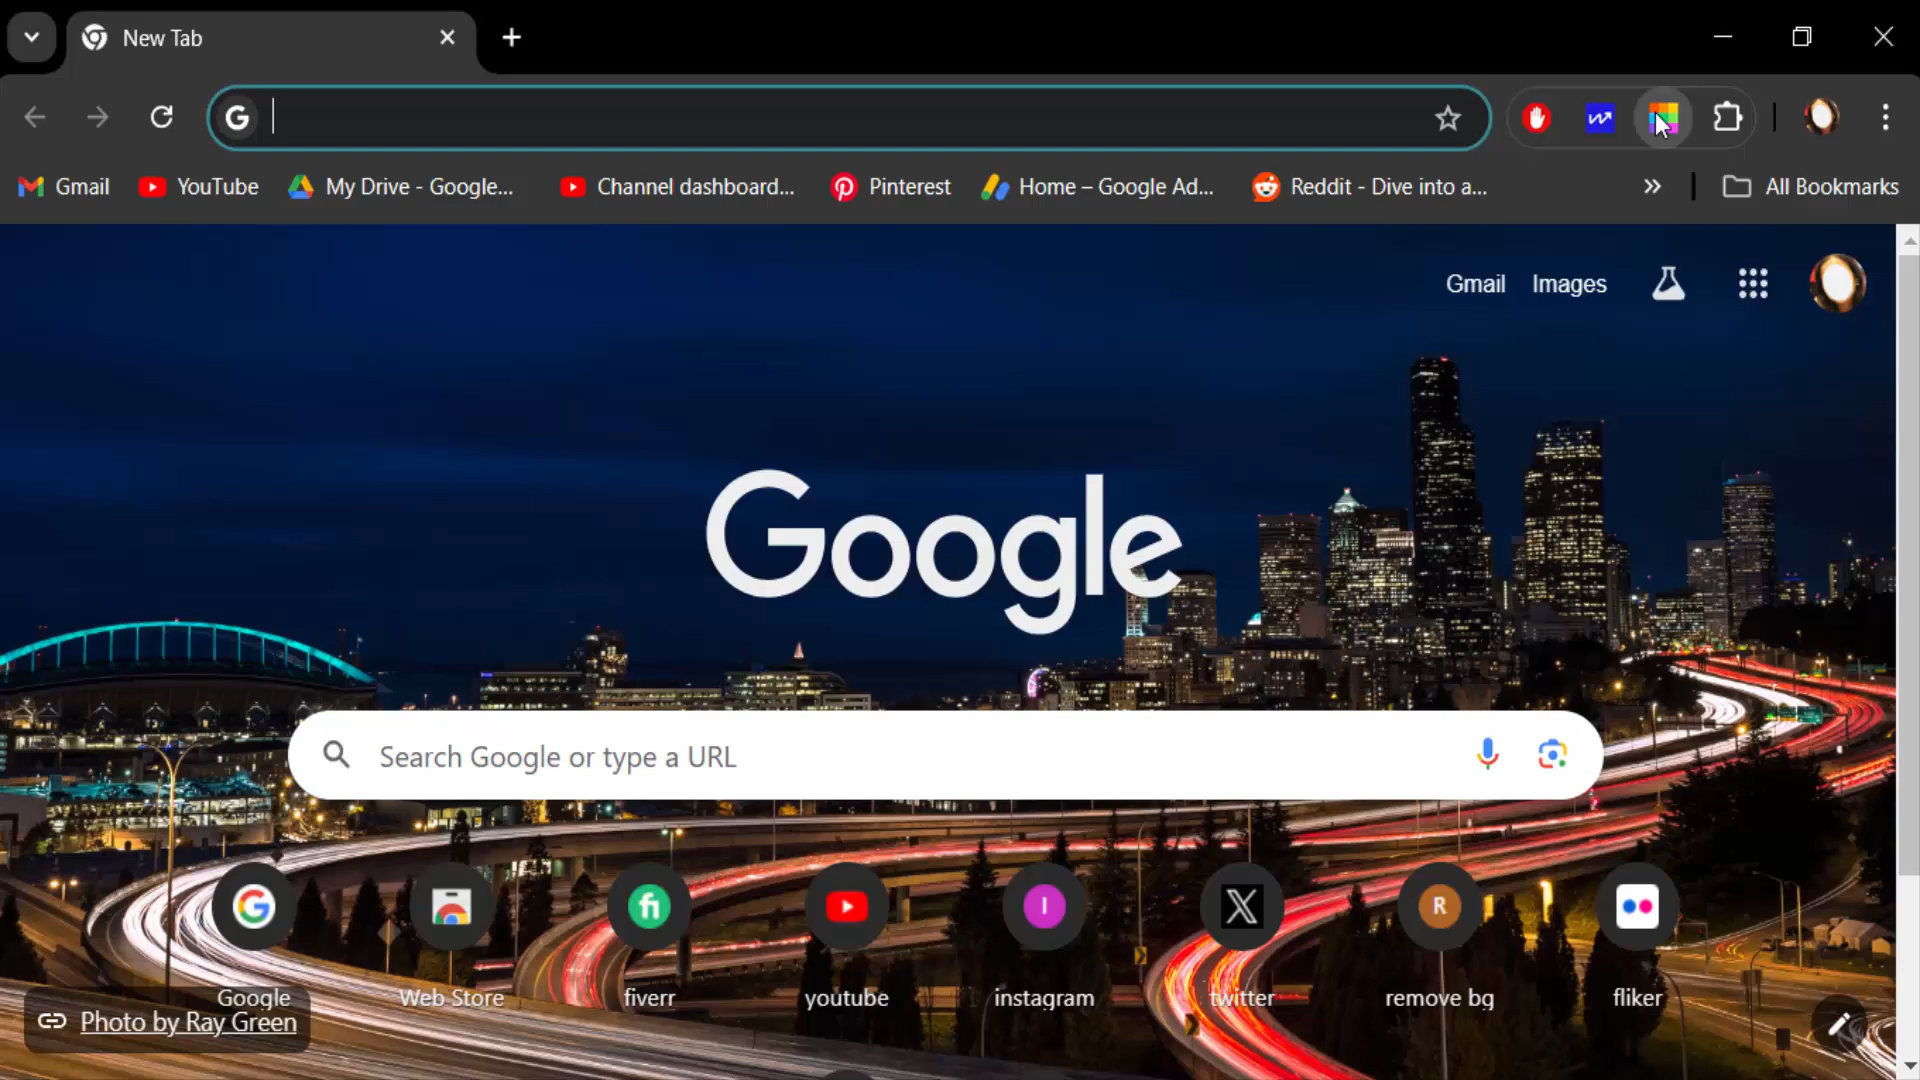 New Tab
G
Gmail
YouTube
My Drive - Google...
Channel dashboard...
Pinterest
Home – Google Ad...
Reddit - Dive into a...
All Bookmarks
Gmail
Images
Google
Search Google or type a URL
G
fi
I
X
R
Google
Web Store
fiverr
youtube
instagram
twitter
remove bg
fliker
Photo by Ray Green